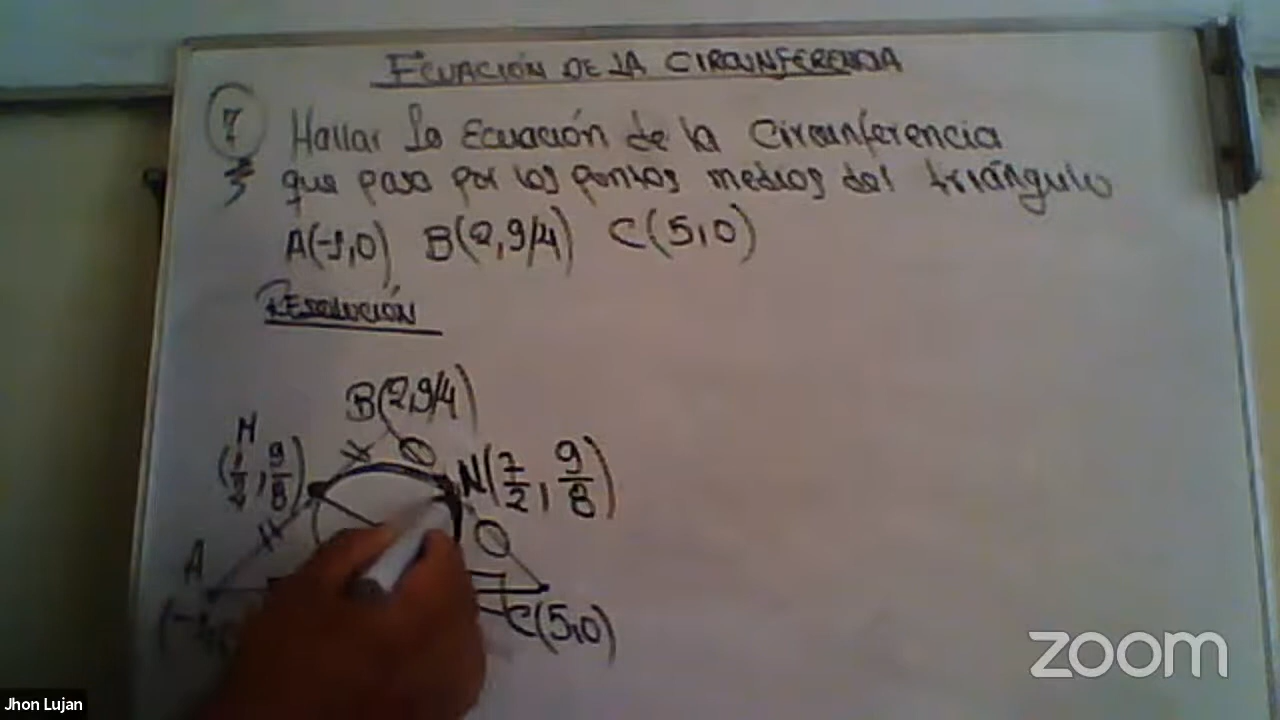 ECUACIÓN DE LA CIRCUNFERENCIA
7 Hallar la Ecuación de la Circunferencia
que pasa por los puntos medios del triángulo
A(-1,0) B(2,9/4) C(5,0)
RESOLUCIÓN
B(2,9/4)
M
(1/2, 9/8)
N(7/2, 9/8)
A
C(5,0)
zoom
Jhon Lujan